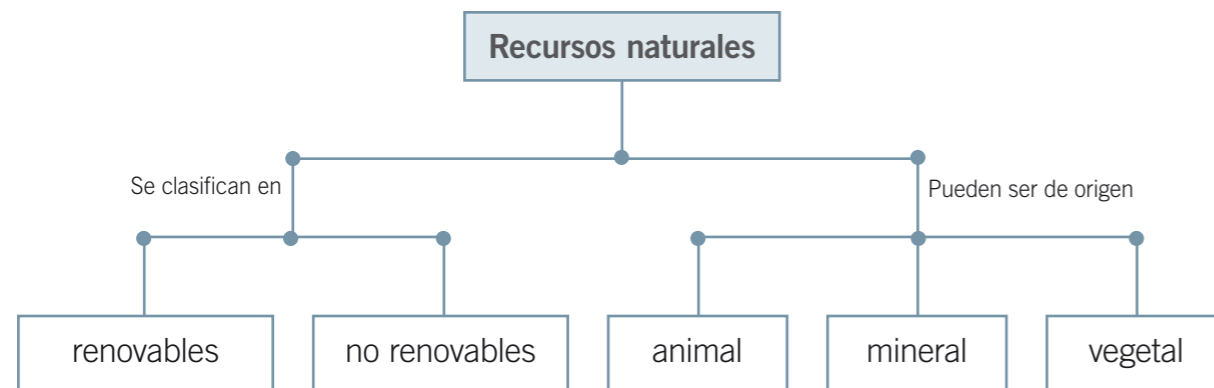 Recursos naturales
Se clasifican en
Pueden ser de origen
renovables
no renovables
animal
mineral
vegetal